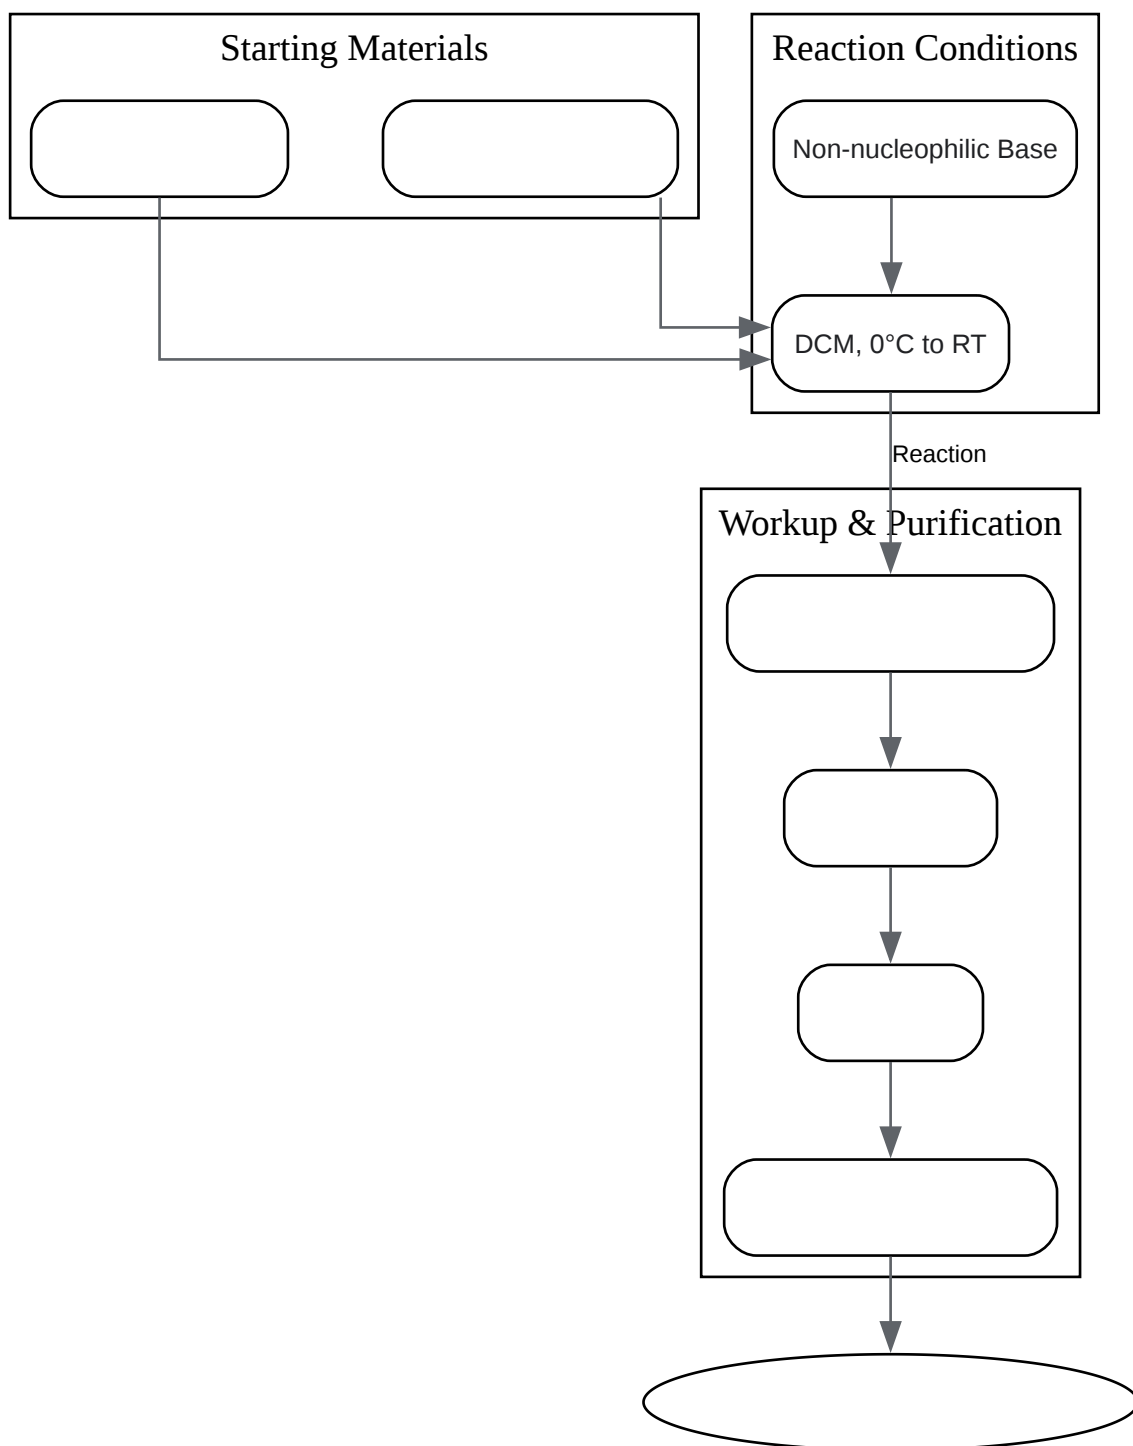 Starting Materials
Reaction Conditions
Non-nucleophilic Base
DCM, 0°C to RT
Reaction
Workup & Purification